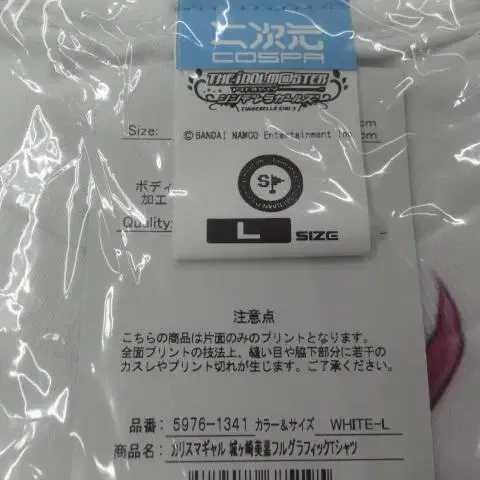 二次元
COSPA
THE iDOLM@STER
シンデレラガールズ
CINDERELLA GIRLS
Size:
cm
cm
©BANDAI NAMCO Entertainment Inc.
ボディ
加工
Quality:
S
L SIZE
注意点
こちらの商品は片面のみのプリントとなります。
全面プリントの技法上、縫い目や脇下部分に若干の
カスレやプリント切れが生じます。ご了承ください。
品番: 5976-1341 カラー&サイズ WHITE-L
商品名: カリスマギャル 城ヶ崎美嘉フルグラフィックTシャツ